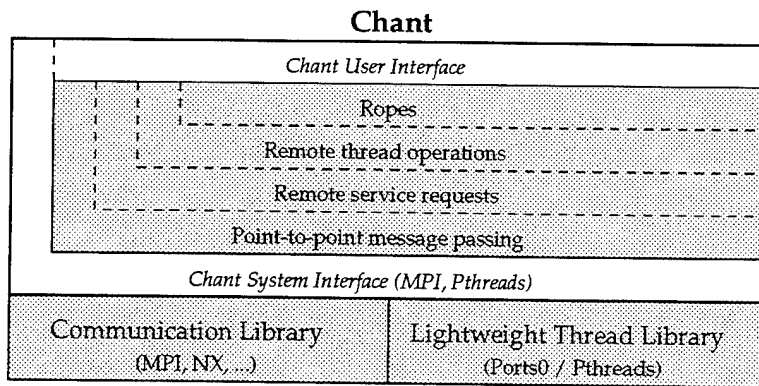 Chant
Chant User Interface
Ropes
Remote thread operations
Remote service requests
Point-to-point message passing
Chant System Interface (MPI, Pthreads)
Communication Library
(MPI, NX, ...)
Lightweight Thread Library
(Ports0 / Pthreads)